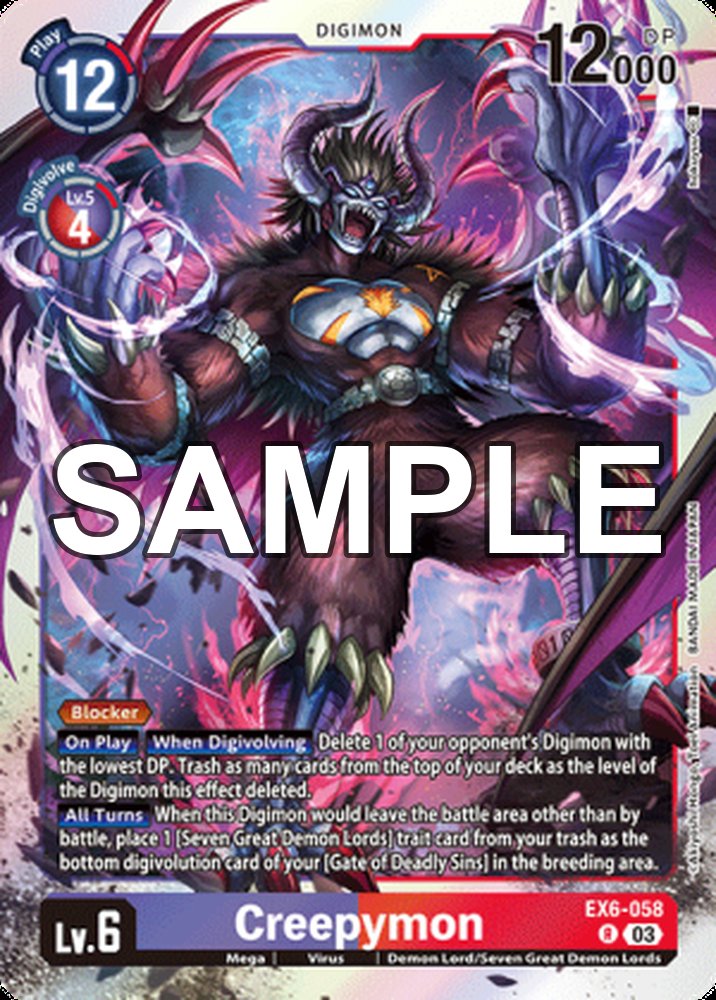 DIGIMON
Play
12
12000
DP
Digivolve
Lv.5
4
SAMPLE
BANDAI MADE IN JAPAN
Blocker
On Play When Digivolving Delete 1 of your opponent's Digimon with
the lowest DP. Trash as many cards from the top of your deck as the level of
the Digimon this effect deleted.
All Turns When this Digimon would leave the battle area other than by
battle, place 1 [Seven Great Demon Lords] trait card from your trash as the
bottom digivolution card of your [Gate of Deadly Sins] in the breeding area.
Lv.6
Creepymon
EX6-058
R 03
Mega Virus Demon Lord/Seven Great Demon Lords